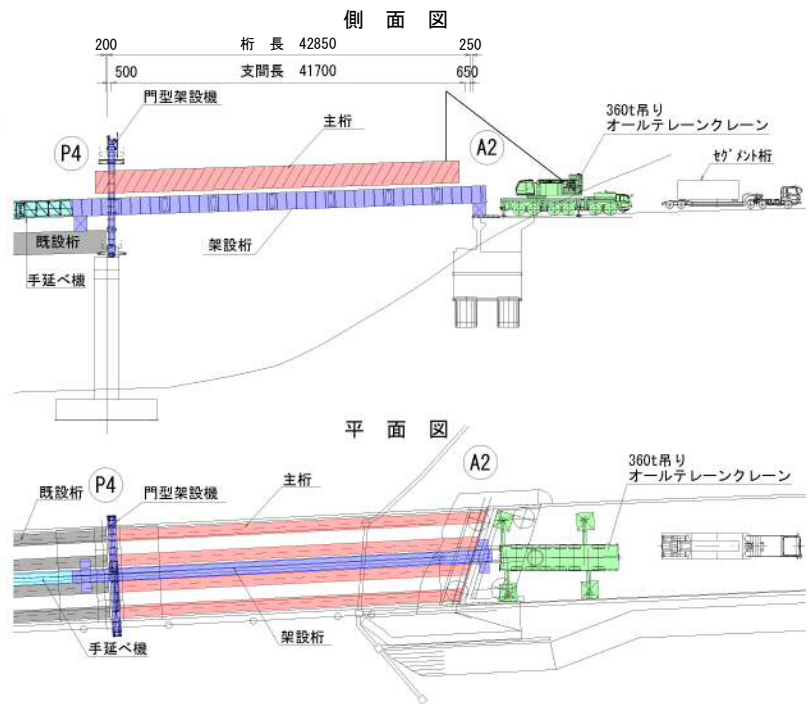 側面図
200
桁長 42850
250
500
支間長 41700
650
門型架設機
主桁
360t吊り
オールテレーンクレーン
P4
A2
セグメント桁
既設桁
架設桁
手延べ機
平面図
A2
360t吊り
オールテレーンクレーン
既設桁
P4
門型架設機
主桁
手延べ機
架設桁